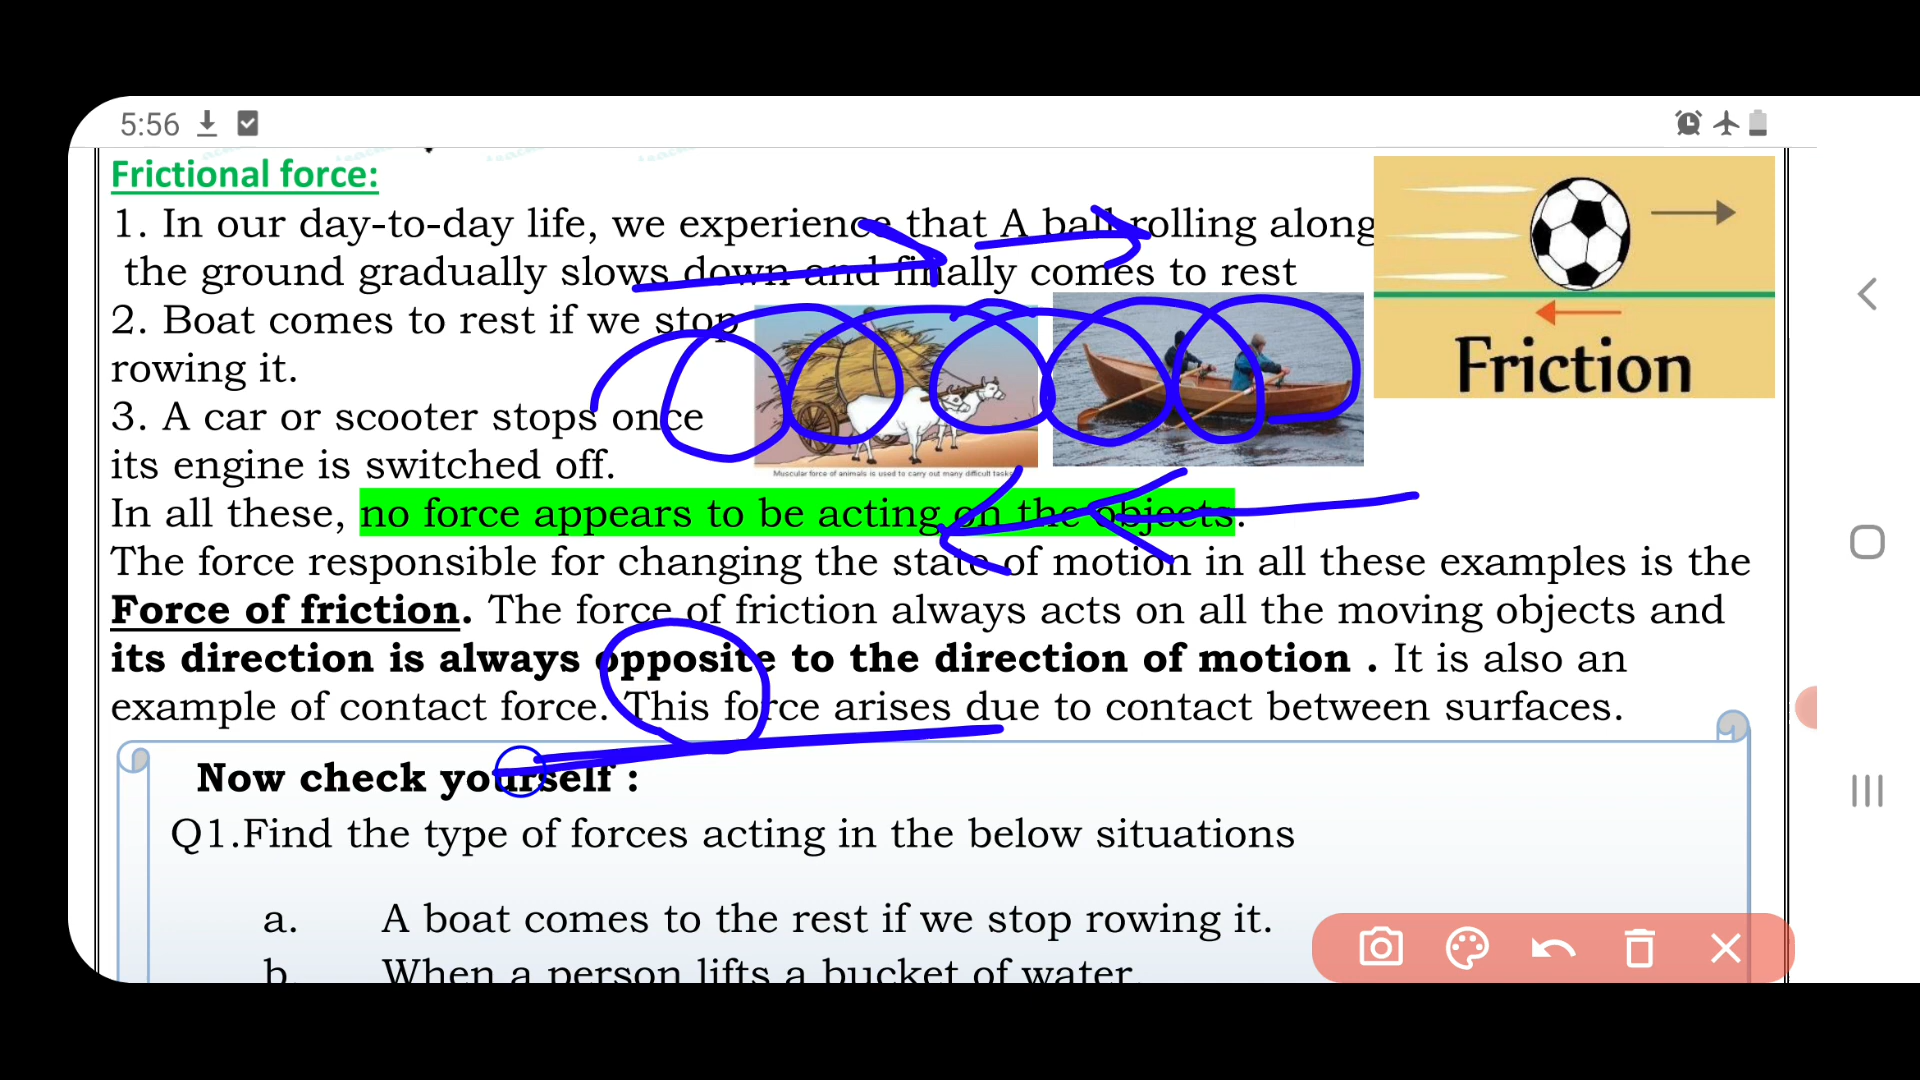 5:56
Frictional force:
1. In our day-to-day life, we experience that A ball rolling along
the ground gradually slows down and finally comes to rest
2. Boat comes to rest if we stop
rowing it.
3. A car or scooter stops once
its engine is switched off.
Muscular force of animals is used to carry out many difficult tasks
Friction
In all these, no force appears to be acting on the objects.
The force responsible for changing the state of motion in all these examples is the
Force of friction. The force of friction always acts on all the moving objects and
its direction is always opposite to the direction of motion . It is also an
example of contact force. This force arises due to contact between surfaces.
Now check yourself :
Q1.Find the type of forces acting in the below situations
a. A boat comes to the rest if we stop rowing it.
b. When a person lifts a bucket of water.